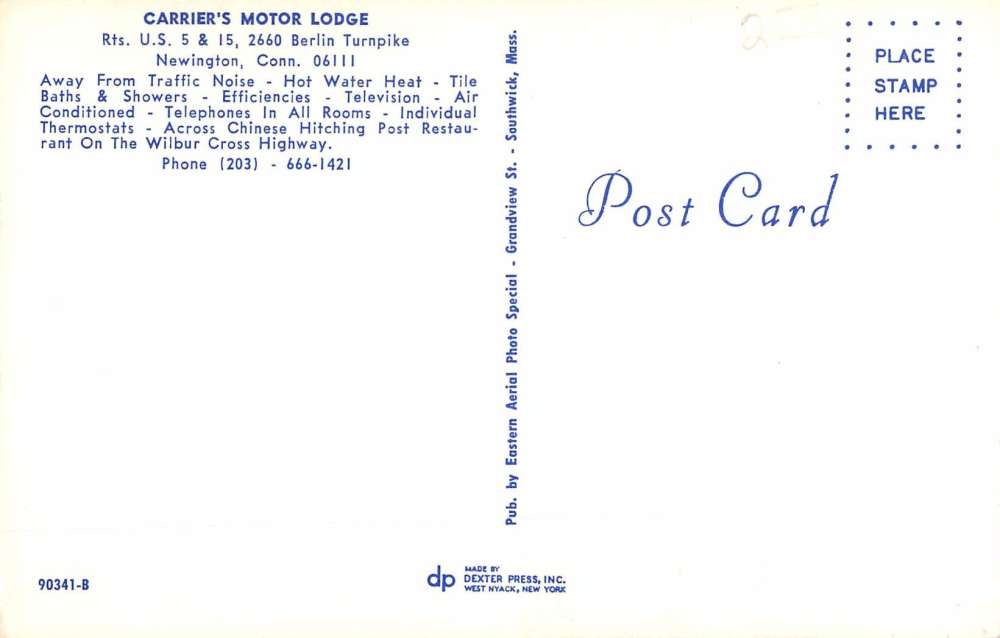 CARRIER'S MOTOR LODGE
Rts. U.S. 5 & 15, 2660 Berlin Turnpike
Newington, Conn. 06111
Away From Traffic Noise - Hot Water Heat - Tile
Baths & Showers - Efficiencies - Television - Air
Conditioned - Telephones In All Rooms - Individual
Thermostats - Across Chinese Hitching Post Restau-
rant On The Wilbur Cross Highway.
Phone (203) - 666-1421
Pub. by Eastern Aerial Photo Special - Grandview St. - Southwick, Mass.
2
PLACE
STAMP
HERE
Post Card
90341-B
dp
MADE BY
DEXTER PRESS, INC.
WEST NYACK, NEW YORK